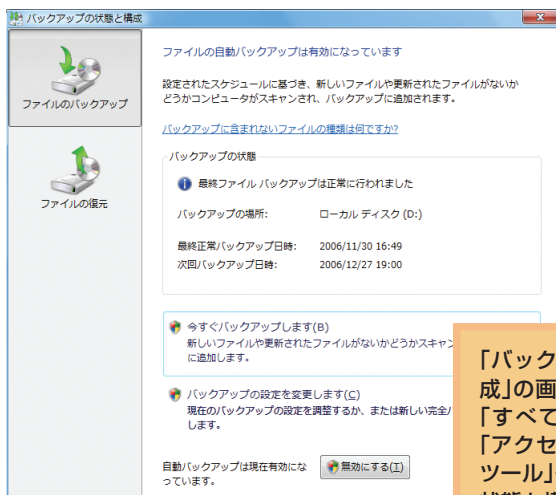 バックアップの状態と構成
ファイルのバックアップ
ファイルの復元
ファイルの自動バックアップは有効になっています
設定されたスケジュールに基づき、新しいファイルや更新されたファイルがないか
どうかコンピュータがスキャンされ、バックアップに追加されます。
バックアップに含まれないファイルの種類は何ですか?
バックアップの状態
最終ファイル バックアップは正常に行われました
バックアップの場所: ローカル ディスク (D:)
最終正常バックアップ日時: 2006/11/30 16:49
次回バックアップ日時: 2006/12/27 19:00
今すぐバックアップします(B)
新しいファイルや更新されたファイルがないかどうかスキャン
に追加します。
バックアップの設定を変更します(C)
現在のバックアップの設定を調整するか、または新しい完全
します。
自動バックアップは現在有効にな
っています。
無効にする(I)
「バック
成」の画
「すべて
「アクセ
ツール」